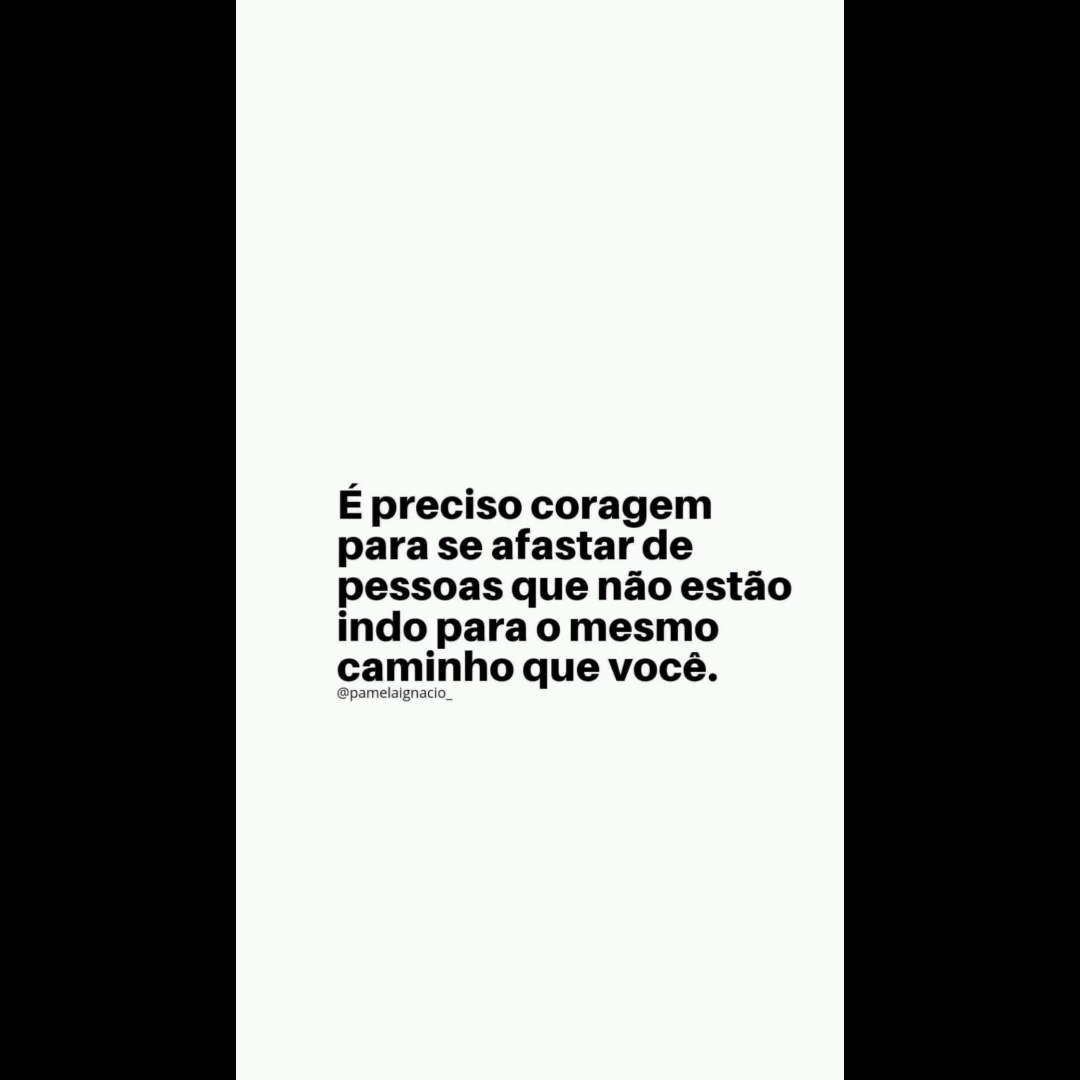 É preciso coragem
para se afastar de
pessoas que não estão
indo para o mesmo
caminho que você.
@pamelaignacio_